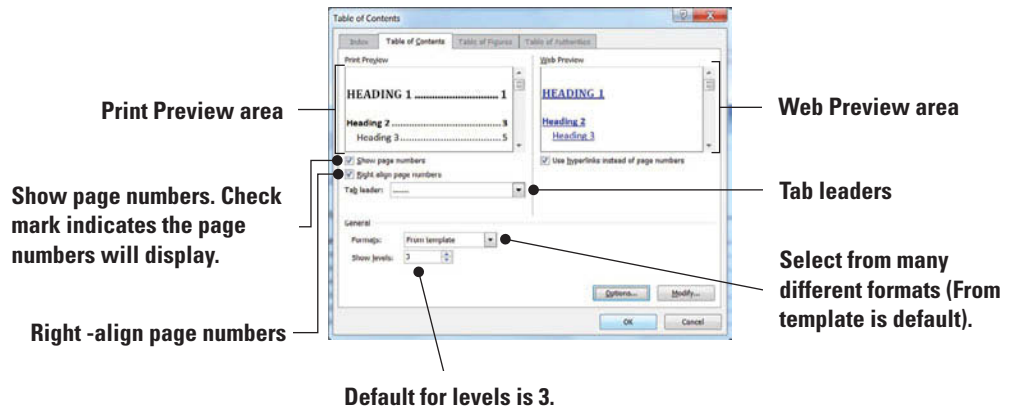 Table of Contents
Index Table of Contents Table of Figures Table of Authorities
Print Preview Web Preview
HEADING 1 .......................... 1 HEADING 1
Heading 2 .............................. 3 Heading 2
Heading 3 ............................ 5 Heading 3
Print Preview area
Web Preview area
Show page numbers Use hyperlinks instead of page numbers
Right align page numbers
Tab leader: .......
Show page numbers. Check
mark indicates the page
numbers will display.
Tab leaders
General
Formats: From template
Show levels: 3
Select from many
different formats (From
template is default).
Options... Modify...
OK Cancel
Right -align page numbers
Default for levels is 3.